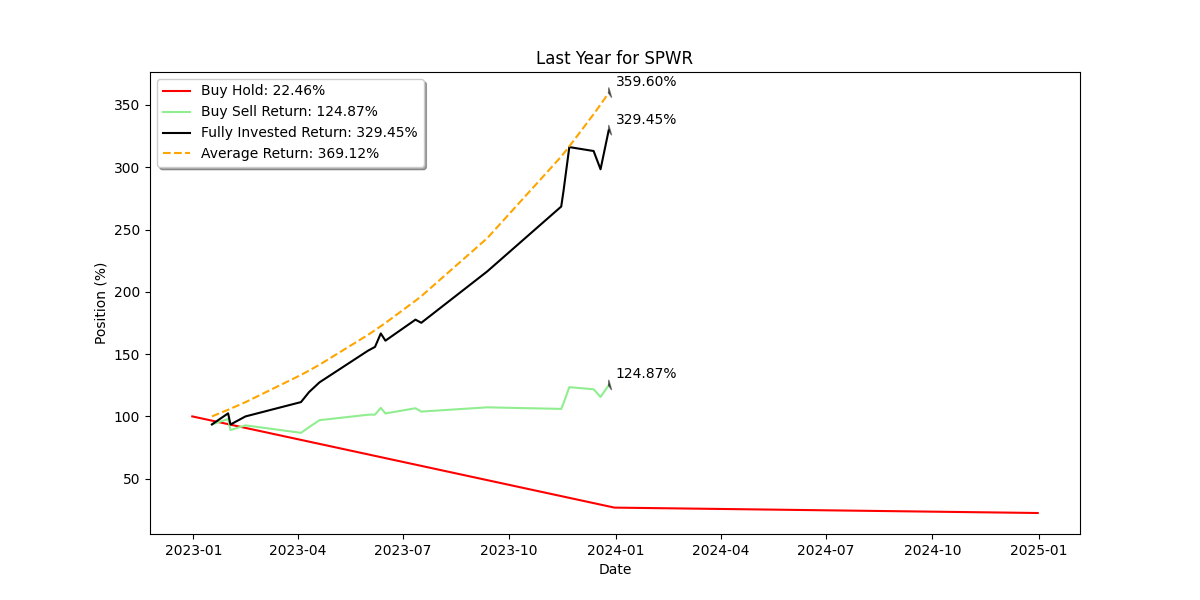 Last Year for SPWR
Buy Hold: 22.46%
Buy Sell Return: 124.87%
Fully Invested Return: 329.45%
Average Return: 369.12%
359.60%
329.45%
124.87%
Position (%)
350
300
250
200
150
100
50
2023-01
2023-04
2023-07
2023-10
2024-01
2024-04
2024-07
2024-10
2025-01
Date